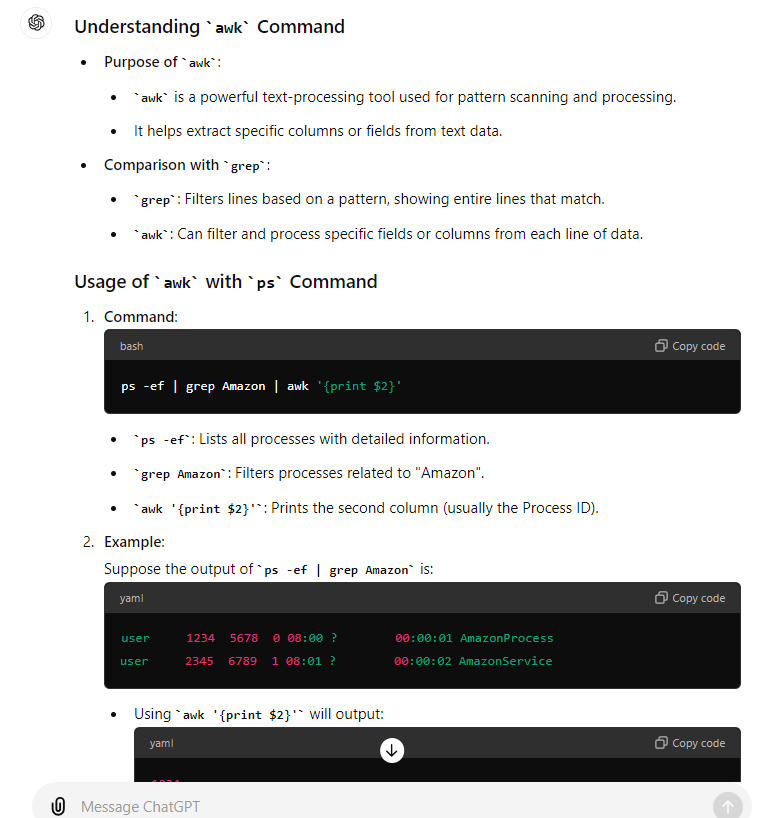 Understanding `awk` Command
Purpose of `awk`:
`awk` is a powerful text-processing tool used for pattern scanning and processing.
It helps extract specific columns or fields from text data.
Comparison with `grep`:
`grep`: Filters lines based on a pattern, showing entire lines that match.
`awk`: Can filter and process specific fields or columns from each line of data.
Usage of `awk` with `ps` Command
1. Command:
bash Copy code
ps -ef | grep Amazon | awk '{print $2}'
`ps -ef`: Lists all processes with detailed information.
`grep Amazon`: Filters processes related to "Amazon".
`awk '{print $2}'`: Prints the second column (usually the Process ID).
2. Example:
Suppose the output of `ps -ef | grep Amazon` is:
yaml Copy code
user 1234 5678 0 08:00 ? 00:00:01 AmazonProcess
user 2345 6789 1 08:01 ? 00:00:02 AmazonService
Using `awk '{print $2}'` will output:
yaml Copy code
Message ChatGPT